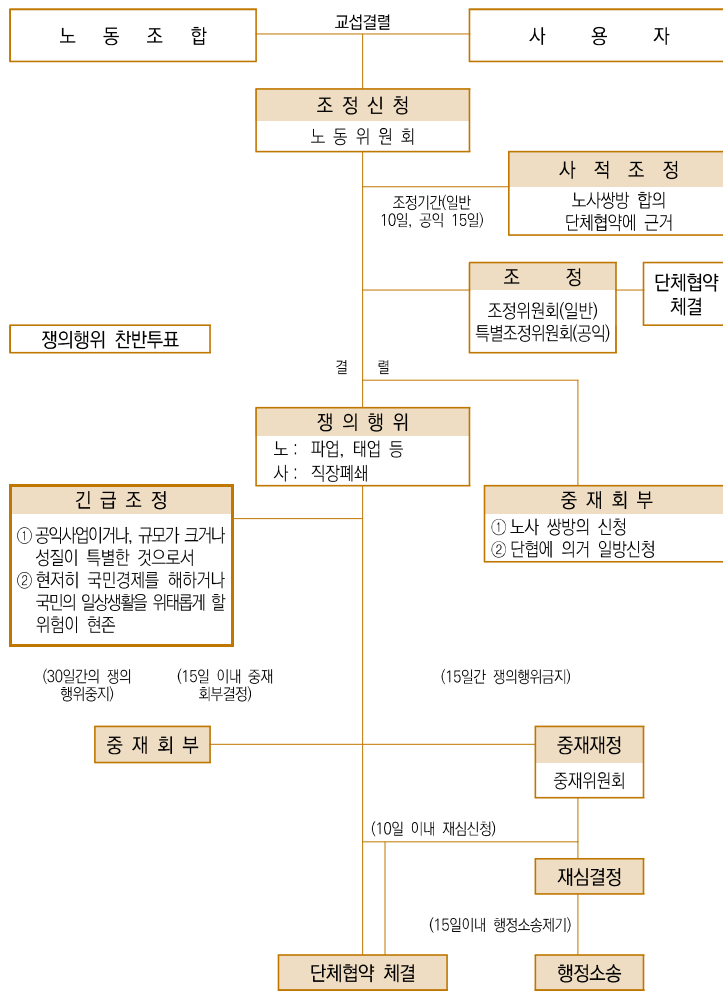 노 동 조 합
교섭결렬
사 용 자
조 정 신 청
노 동 위 원 회
사 적 조 정
노사쌍방 합의
단체협약에 근거
조정기간(일반
10일, 공익 15일)
조 정
조정위원회(일반)
특별조정위원회(공익)
단체협약
체결
쟁의행위 찬반투표
결 렬
쟁 의 행 위
노 : 파업, 태업 등
사 : 직장폐쇄
긴 급 조 정
① 공익사업이거나, 규모가 크거나
성질이 특별한 것으로서
② 현저히 국민경제를 해하거나
국민의 일상생활을 위태롭게 할
위험이 현존
중 재 회 부
① 노사 쌍방의 신청
② 단협에 의거 일방신청
(30일간의 쟁의
행위중지)
(15일 이내 중재
회부결정)
(15일간 쟁의행위금지)
중 재 회 부
중재재정
중재위원회
(10일 이내 재심신청)
재심결정
(15일이내 행정소송제기)
단체협약 체결
행정소송